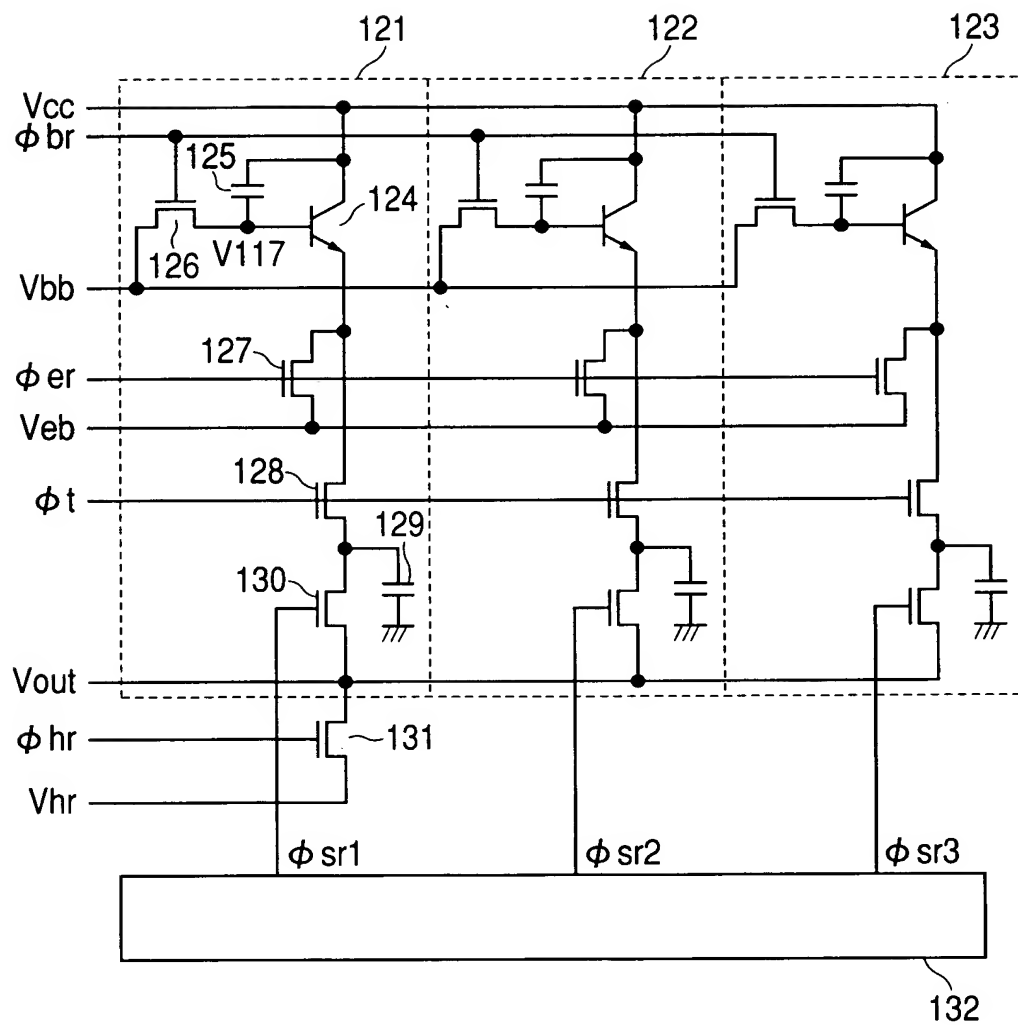 121
122
123
Vcc
ϕ br
125
124
126
V117
Vbb
127
ϕ er
Veb
128
ϕ t
129
130
Vout
ϕ hr
131
Vhr
ϕ sr1
ϕ sr2
ϕ sr3
132